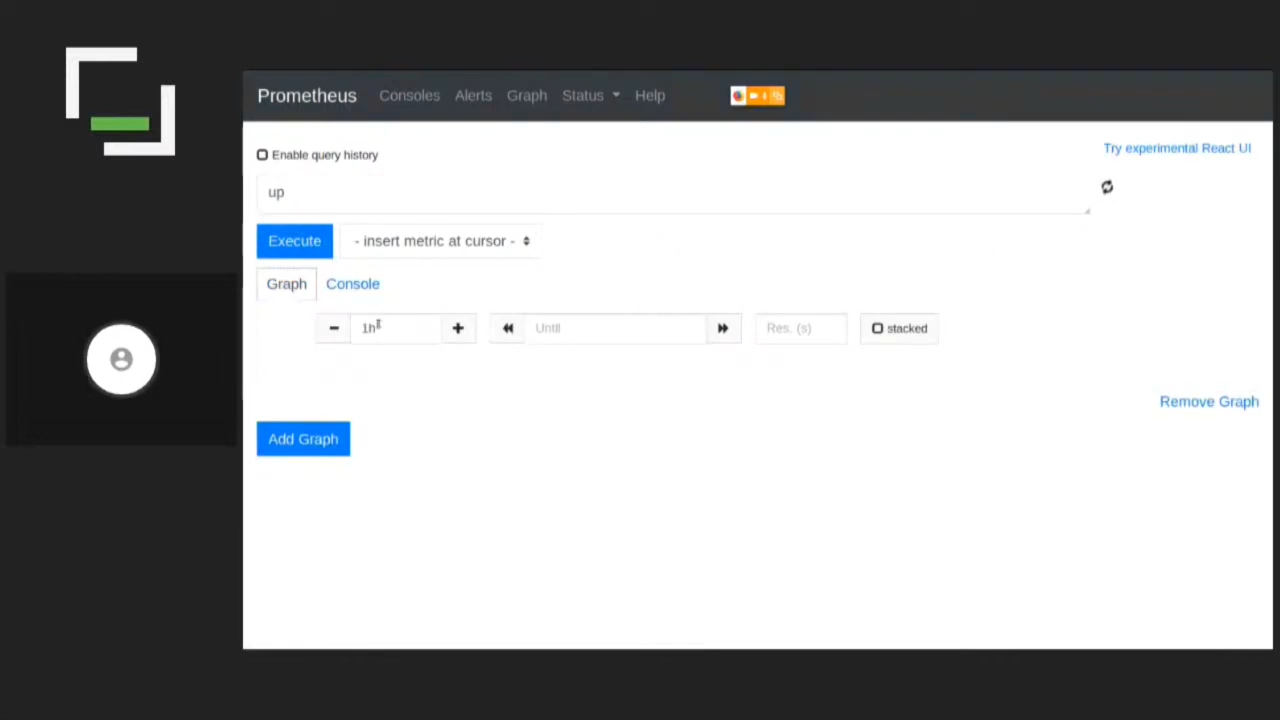 Prometheus Consoles Alerts Graph Status Help
Enable query history
Try experimental React UI
up
Execute - insert metric at cursor -
Graph Console
1h Until Res. (s) stacked
Remove Graph
Add Graph